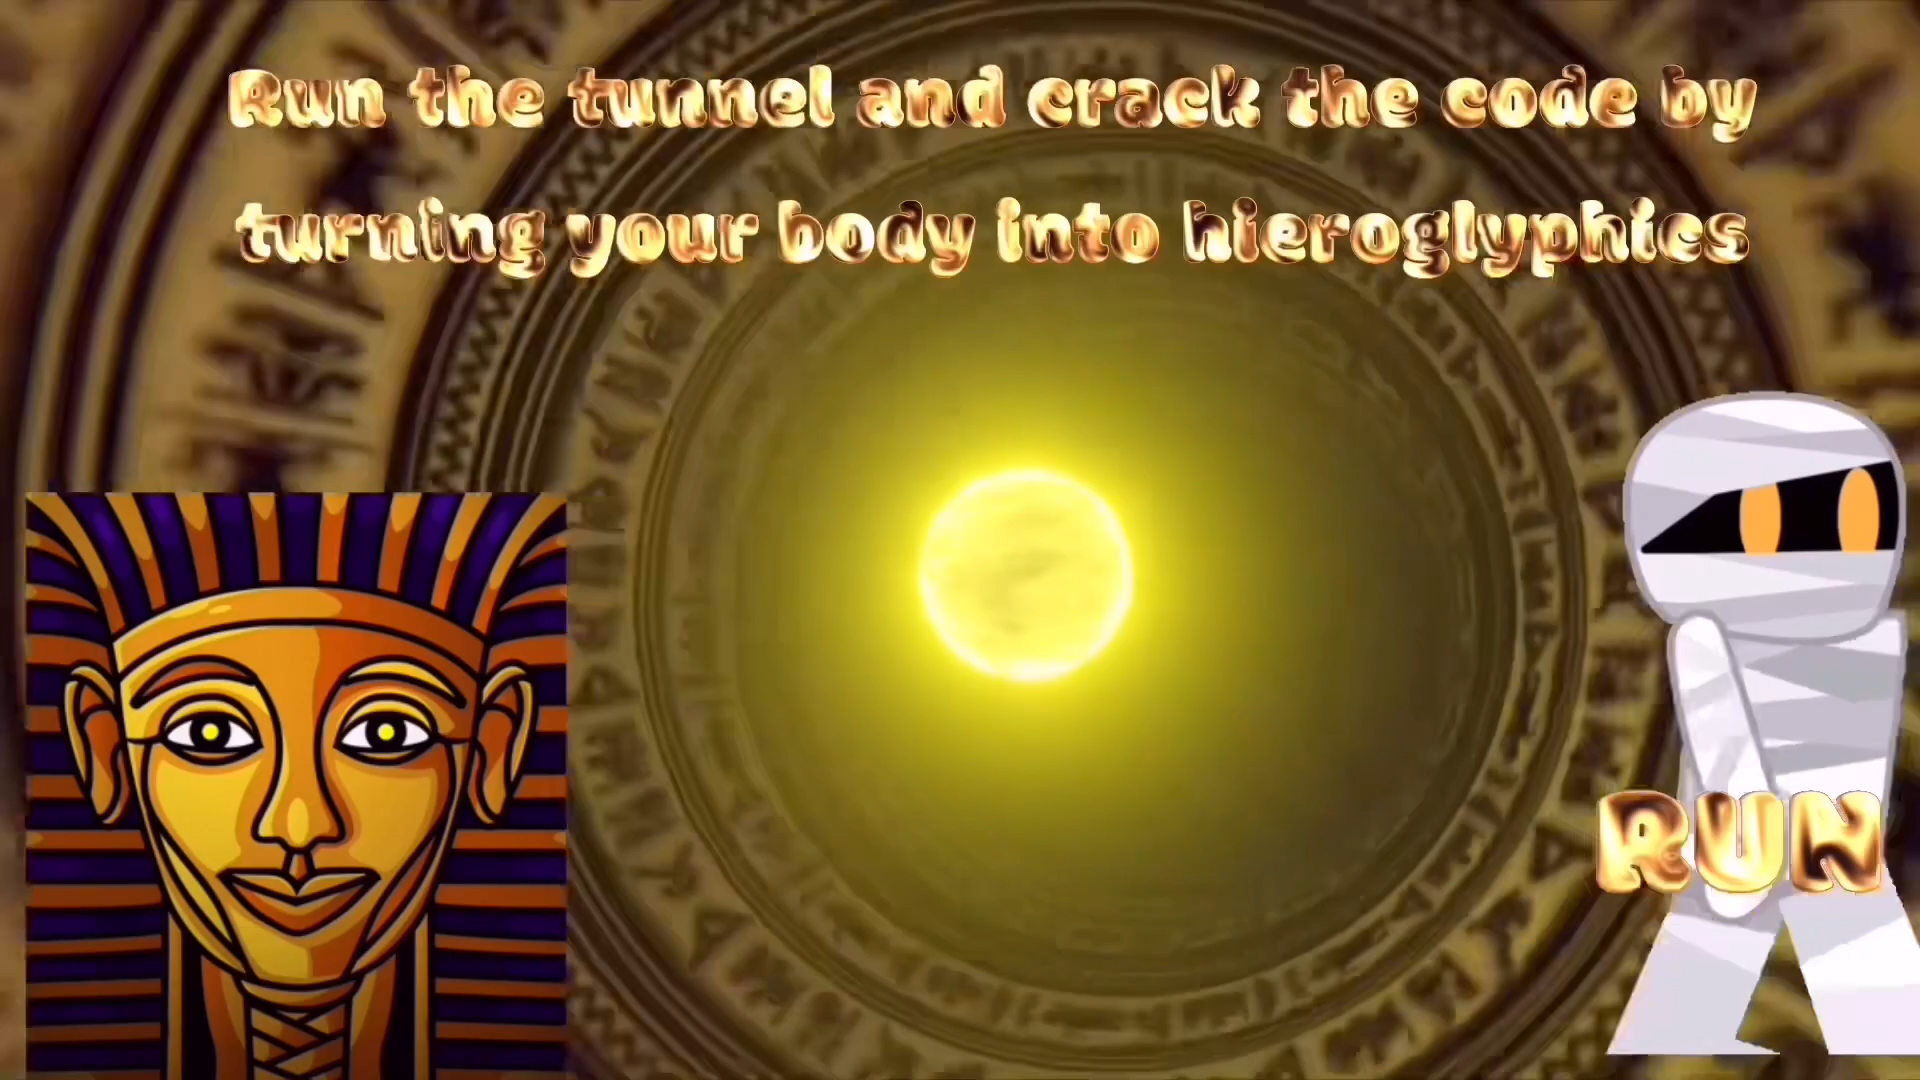 Run the tunnel and crack the code by
turning your body into hieroglyphics
RUN